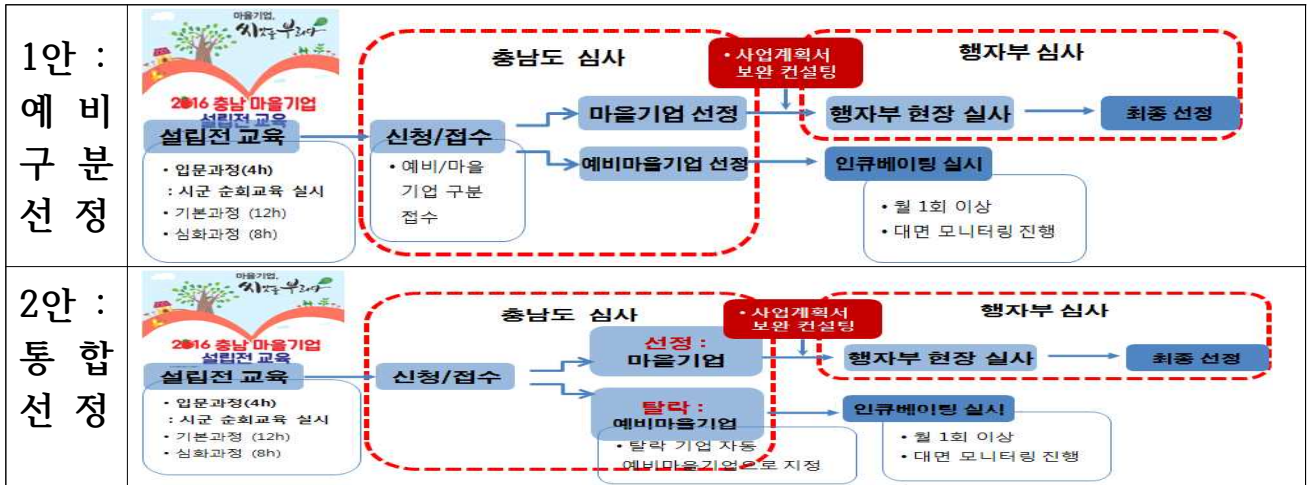 1안 :
예 비
구 분
선 정
마을기업,
씨앗을 뿌리다
2016 충남 마을기업
설립전 교육
설립전 교육
• 입문과정(4h)
: 시군 순회교육 실시
• 기본과정 (12h)
• 심화과정 (8h)
충남도 심사
신청/접수
• 예비/마을
기업 구분
접수
마을기업 선정
예비마을기업 선정
• 사업계획서
보완 컨설팅
행자부 심사
행자부 현장 실사
최종 선정
인큐베이팅 실시
• 월 1회 이상
• 대면 모니터링 진행
2안 :
통 합
선 정
마을기업,
씨앗을 뿌리다
2016 충남 마을기업
설립전 교육
설립전 교육
• 입문과정(4h)
: 시군 순회교육 실시
• 기본과정 (12h)
• 심화과정 (8h)
충남도 심사
신청/접수
선정 :
마을기업
탈락 :
예비마을기업
• 탈락 기업 자동
예비마을기업으로 지정
• 사업계획서
보완 컨설팅
행자부 심사
행자부 현장 실사
최종 선정
인큐베이팅 실시
• 월 1회 이상
• 대면 모니터링 진행